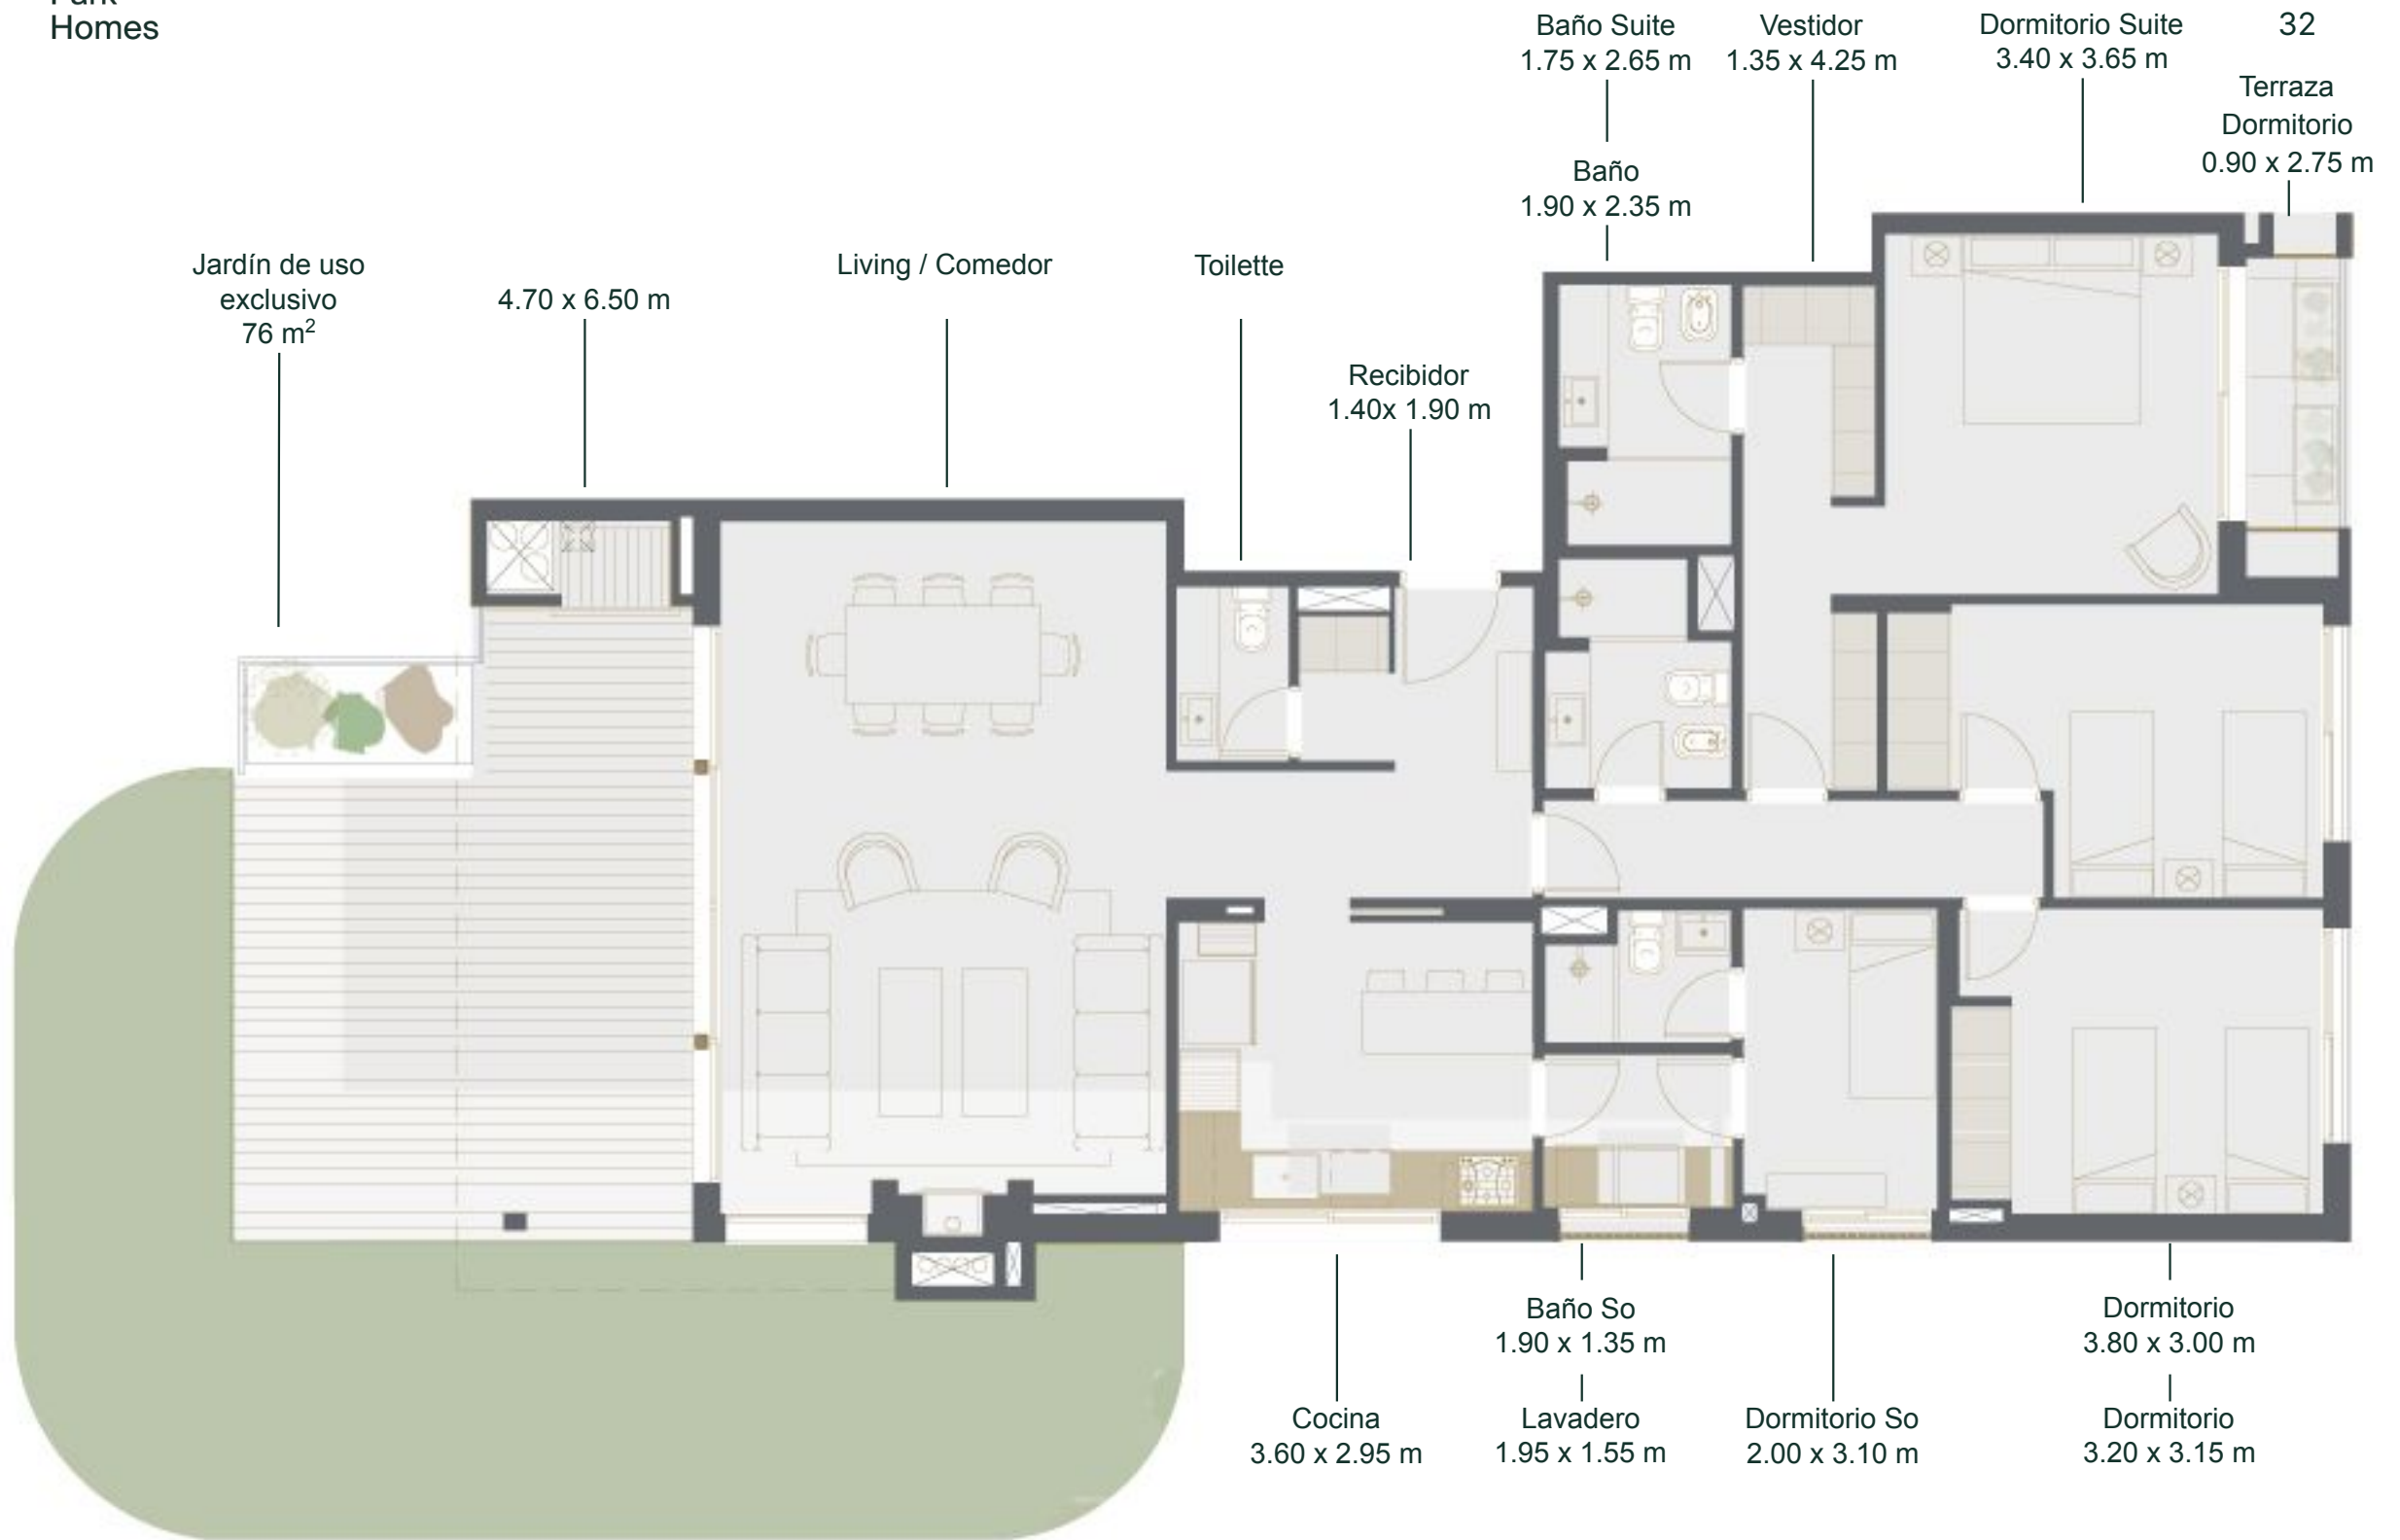 Park
Homes
32
Baño Suite
1.75 x 2.65 m
Baño
1.90 x 2.35 m
Vestidor
1.35 x 4.25 m
Dormitorio Suite
3.40 x 3.65 m
Terraza
Dormitorio
0.90 x 2.75 m
Jardín de uso
exclusivo
76 m²
4.70 x 6.50 m
Living / Comedor
Toilette
Recibidor
1.40x 1.90 m
Cocina
3.60 x 2.95 m
Baño So
1.90 x 1.35 m
Lavadero
1.95 x 1.55 m
Dormitorio So
2.00 x 3.10 m
Dormitorio
3.80 x 3.00 m
Dormitorio
3.20 x 3.15 m